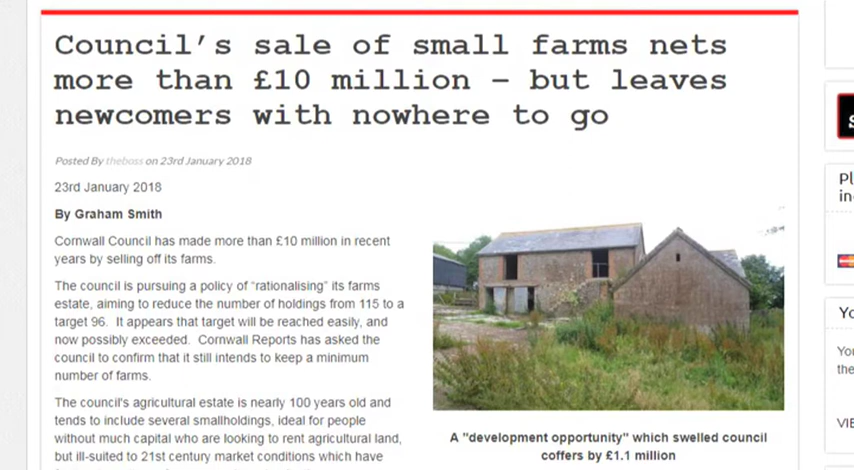 Council's sale of small farms nets
more than £10 million – but leaves
newcomers with nowhere to go
Posted By theboss on 23rd January 2018
23rd January 2018
By Graham Smith
Cornwall Council has made more than £10 million in recent
years by selling off its farms.
The council is pursuing a policy of "rationalising" its farms
estate, aiming to reduce the number of holdings from 115 to a
target 96. It appears that target will be reached easily, and
now possibly exceeded. Cornwall Reports has asked the
council to confirm that it still intends to keep a minimum
number of farms.
The council's agricultural estate is nearly 100 years old and
tends to include several smallholdings, ideal for people
without much capital who are looking to rent agricultural land,
but ill-suited to 21st century market conditions which have
A "development opportunity" which swelled council
coffers by £1.1 million
S
Pl
in
Yo
You
the
VIE